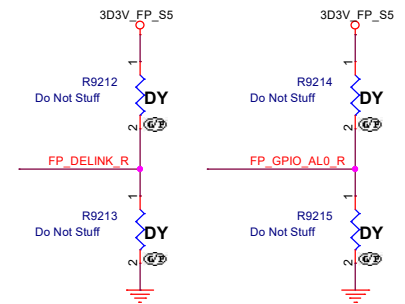 3D3V_FP_S5
1
R9212
Do Not Stuff
DY
G/P
2
FP_DELINK_R
1
R9213
Do Not Stuff
DY
G/P
2
3D3V_FP_S5
1
R9214
Do Not Stuff
DY
G/P
2
FP_GPIO_AL0_R
1
R9215
Do Not Stuff
DY
G/P
2